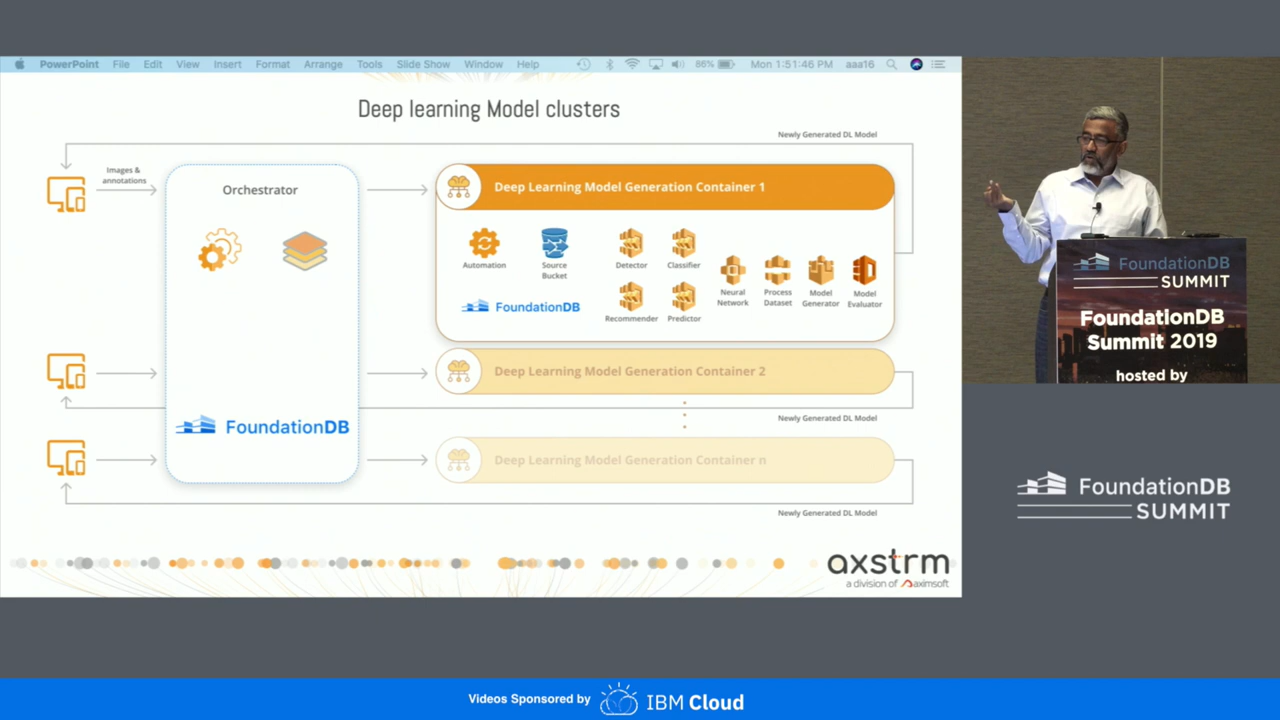 PowerPoint File Edit View Insert Format Arrange Tools Slide Show Window Help 86% Mon 1:51:46 PM aaa16
Deep learning Model clusters
Newly Generated DL Model
Images &
annotations
Orchestrator
FoundationDB
Deep Learning Model Generation Container 1
Automation
Source
Bucket
Detector
Classifier
Neural
Network
Process
Dataset
Model
Generator
Model
Evaluator
FoundationDB
Recommender
Predictor
Deep Learning Model Generation Container 2
Newly Generated DL Model
Deep Learning Model Generation Container n
Newly Generated DL Model
axstrm
a division of aximsoft
FoundationDB
SUMMIT
FoundationDB
Summit 2019
hosted by
FoundationDB
SUMMIT
Videos Sponsored by IBM Cloud